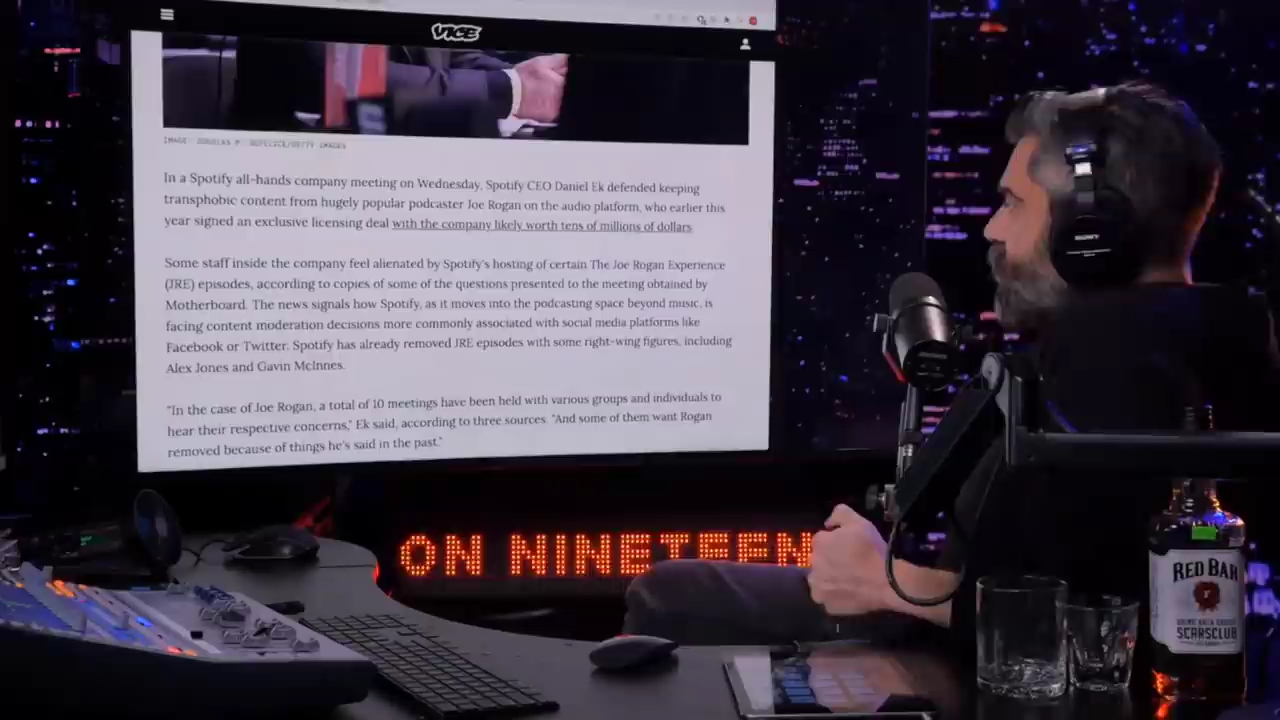 VICE
IMAGE: DOUGLAS P. DEFELICE/GETTY IMAGES
In a Spotify all-hands company meeting on Wednesday, Spotify CEO Daniel Ek defended keeping
transphobic content from hugely popular podcaster Joe Rogan on the audio platform, who earlier this
year signed an exclusive licensing deal with the company likely worth tens of millions of dollars.
Some staff inside the company feel alienated by Spotify's hosting of certain The Joe Rogan Experience
(JRE) episodes, according to copies of some of the questions presented to the meeting obtained by
Motherboard. The news signals how Spotify, as it moves into the podcasting space beyond music, is
facing content moderation decisions more commonly associated with social media platforms like
Facebook or Twitter. Spotify has already removed JRE episodes with some right-wing figures, including
Alex Jones and Gavin McInnes.
"In the case of Joe Rogan, a total of 10 meetings have been held with various groups and individuals to
hear their respective concerns," Ek said, according to three sources. "And some of them want Rogan
removed because of things he's said in the past."
SONY
ON NINETEEN
RED BAR
SCARSCLUB